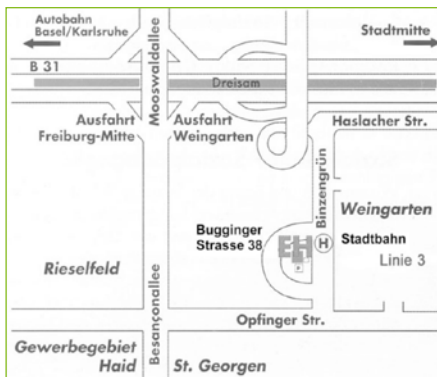 Autobahn
Basel/Karlsruhe
Stadtmitte
B 31
Mooswaldallee
Dreisam
Ausfahrt
Freiburg-Mitte
Ausfahrt
Weingarten
Haslacher Str.
Binzengrün
Weingarten
Bugginger
Strasse 38
EH
H
Stadtbahn
Linie 3
P
Rieselfeld
Besançonallee
Opfinger Str.
Gewerbegebiet
Haid
St. Georgen